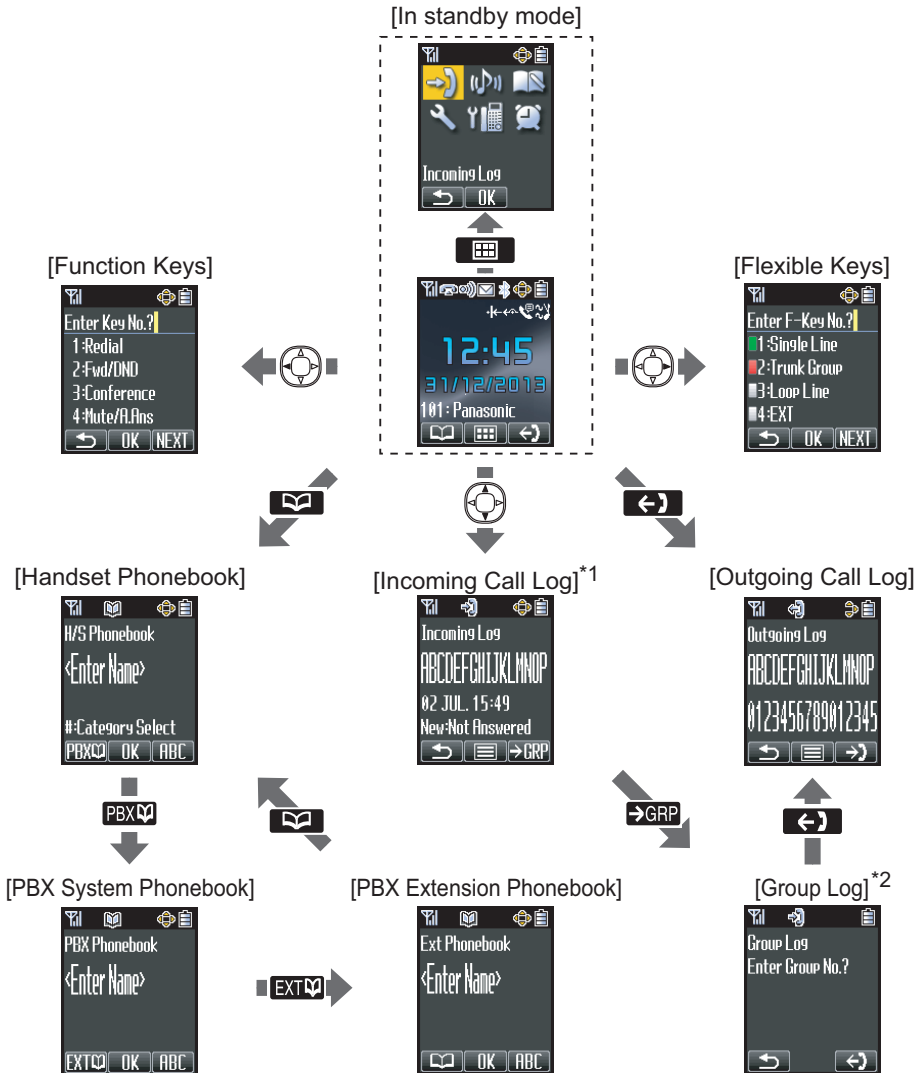 [In standby mode]
Incoming Log
OK
[Function Keys]
Enter Key No.?
1:Redial
2:Fwd/DND
3:Conference
4:Mute/A.Ans
OK NEXT
12:45
31/12/2013
101: Panasonic
[Flexible Keys]
Enter F-Key No.?
1:Single Line
2:Trunk Group
3:Loop Line
4:EXT
OK NEXT
[Handset Phonebook]
H/S Phonebook
<Enter Name>
#:Category Select
PBX OK ABC
[Incoming Call Log]*1
Incoming Log
ABCDEFGHIJKLMNOP
02 JUL. 15:49
New:Not Answered
→GRP
[Outgoing Call Log]
Outgoing Log
ABCDEFGHIJKLMNOP
0123456789012345
PBX
→GRP
[PBX System Phonebook]
PBX Phonebook
<Enter Name>
EXT OK ABC
EXT
[PBX Extension Phonebook]
Ext Phonebook
<Enter Name>
OK ABC
[Group Log]*2
Group Log
Enter Group No.?